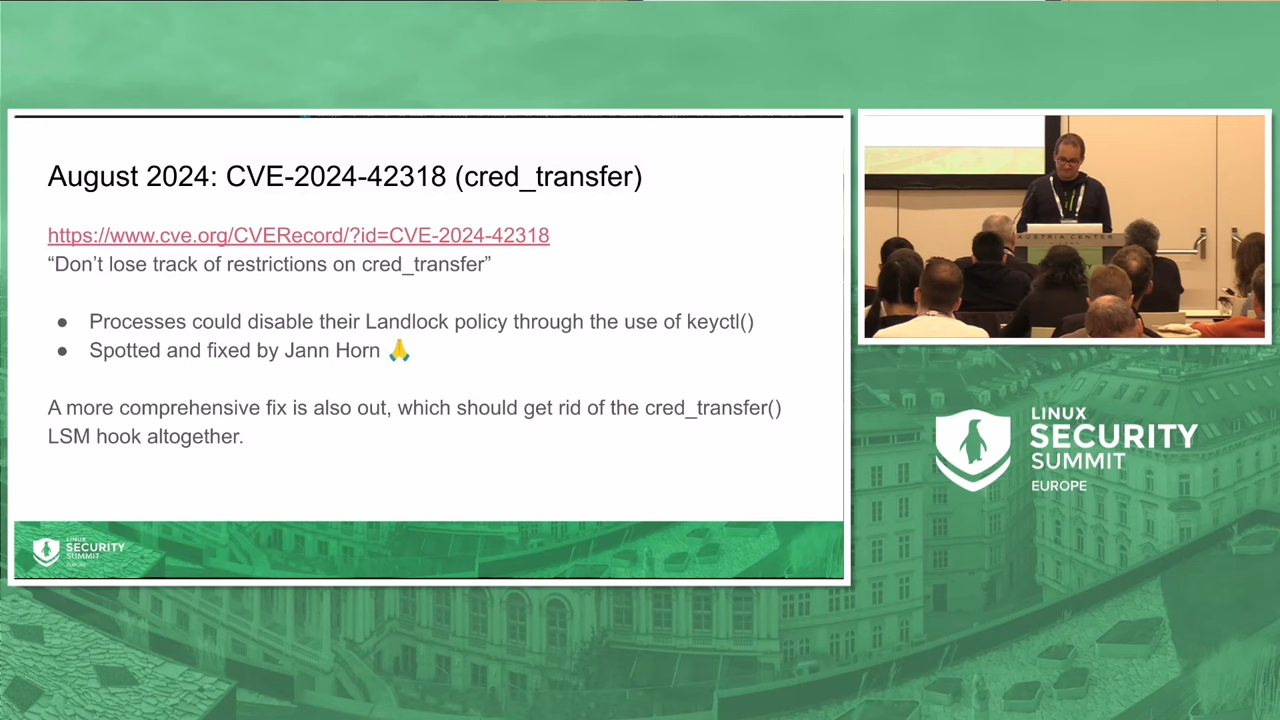 August 2024: CVE-2024-42318 (cred_transfer)
https://www.cve.org/CVERecord/?id=CVE-2024-42318
“Don’t lose track of restrictions on cred_transfer”
● Processes could disable their Landlock policy through the use of keyctl()
● Spotted and fixed by Jann Horn 🙏
A more comprehensive fix is also out, which should get rid of the cred_transfer()
LSM hook altogether.
LINUX
SECURITY
SUMMIT
EUROPE
AUSTRIA CENTER
LINUX
SECURITY
SUMMIT
EUROPE